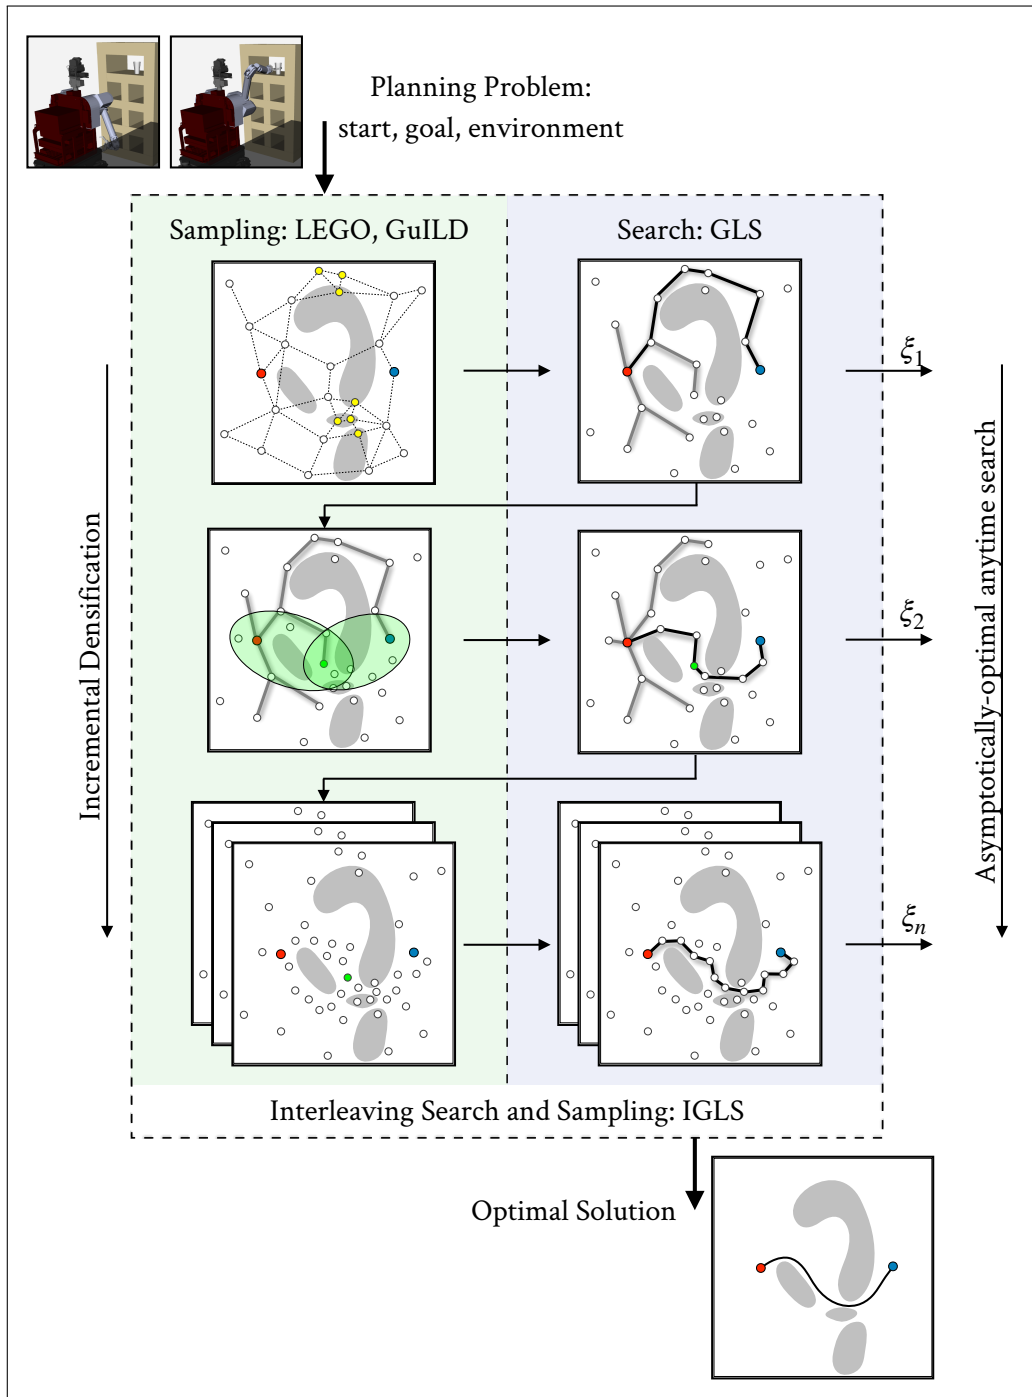 Planning Problem:
start, goal, environment
Sampling: LEGO, GuILD
Search: GLS
ξ1
Incremental Densification
ξ2
Asymptotically-optimal anytime search
ξn
Interleaving Search and Sampling: IGLS
Optimal Solution